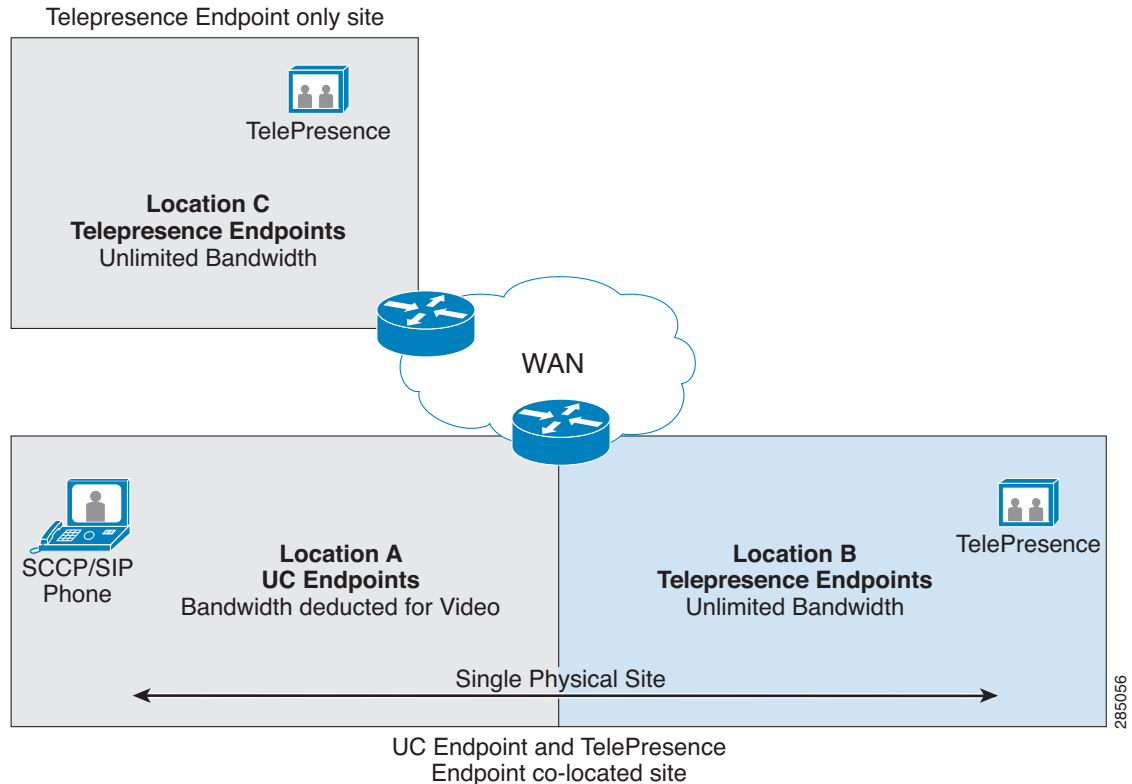 Telepresence Endpoint only site
TelePresence
Location C
Telepresence Endpoints
Unlimited Bandwidth
WAN
SCCP/SIP
Phone
Location A
UC Endpoints
Bandwidth deducted for Video
Location B
Telepresence Endpoints
Unlimited Bandwidth
TelePresence
Single Physical Site
285056
UC Endpoint and TelePresence
Endpoint co-located site